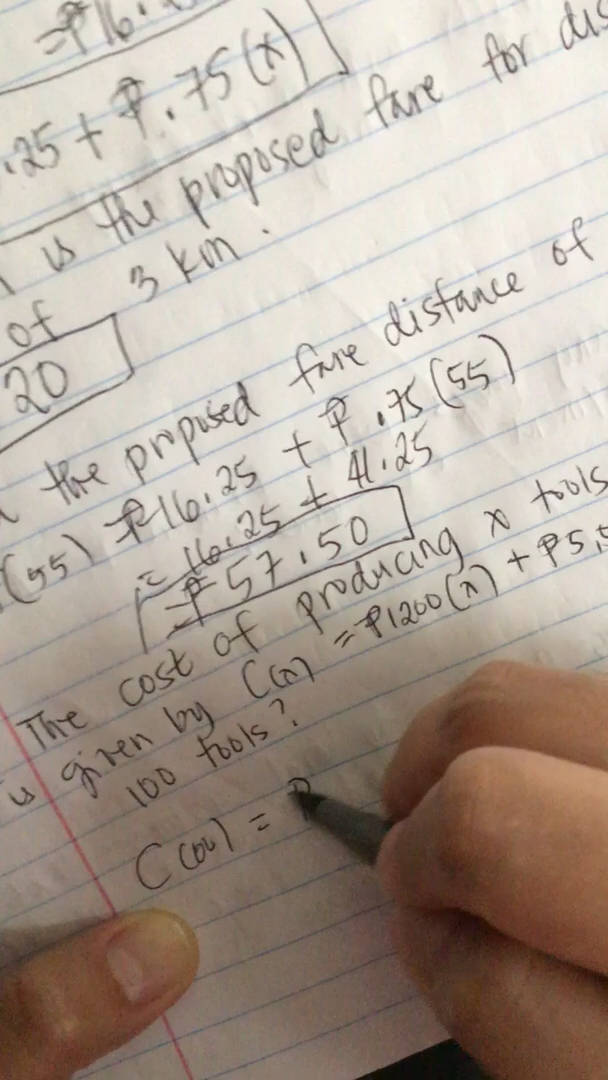 =₱16.
.25 + ₱.75(x)
is the proposed fare for dis
of 3 km.
20
the proposed fare distance of
(55) = ₱16.25 + ₱.75(55)
= 16.25 + 41.25
= ₱57.50
The cost of producing x tools
is given by C(x) = ₱1200(x) + ₱5,5
100 tools?
C(100) = ₱